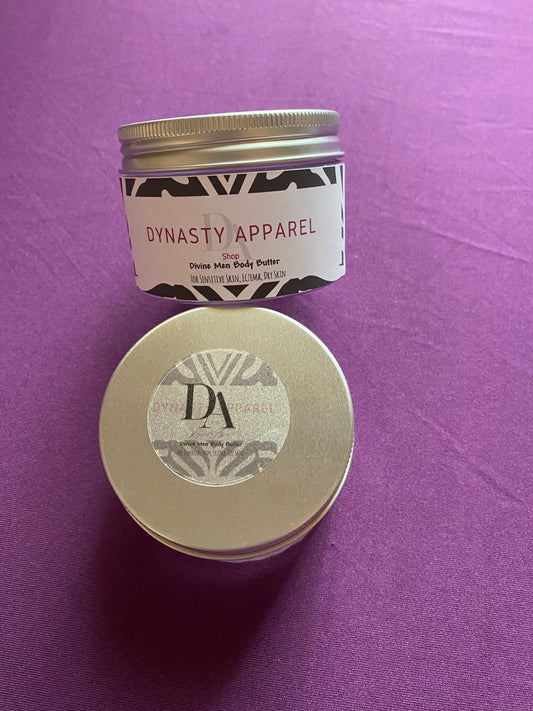 DA
DYNASTY APPAREL
Shop
Divine Men Body Butter
For Sensitive Skin, Eczema, Dry Skin
DYNASTY APPAREL
DA
Divine Men Body Butter